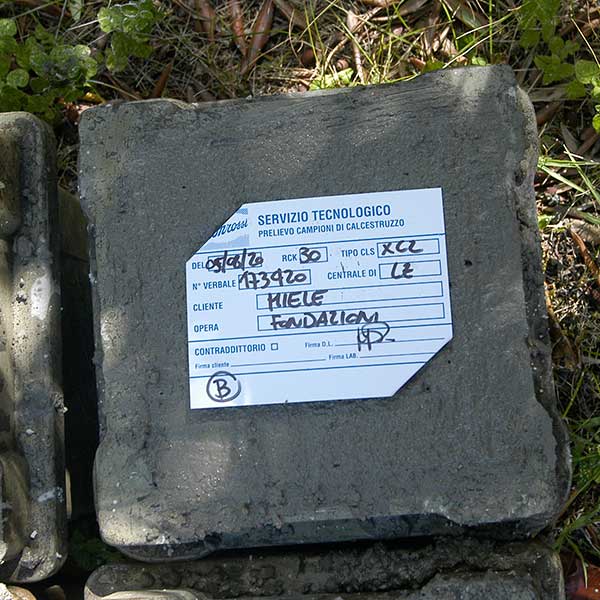 SERVIZIO TECNOLOGICO
PRELIEVO CAMPIONI DI CALCESTRUZZO
DEL 05/08/20 RCK 30 TIPO CLS XC2
N° VERBALE 173420 CENTRALE DI LE
CLIENTE MIELE
OPERA FONDAZIONI
CONTRADDITTORIO Firma D.L.
Firma cliente Firma LAB.
B